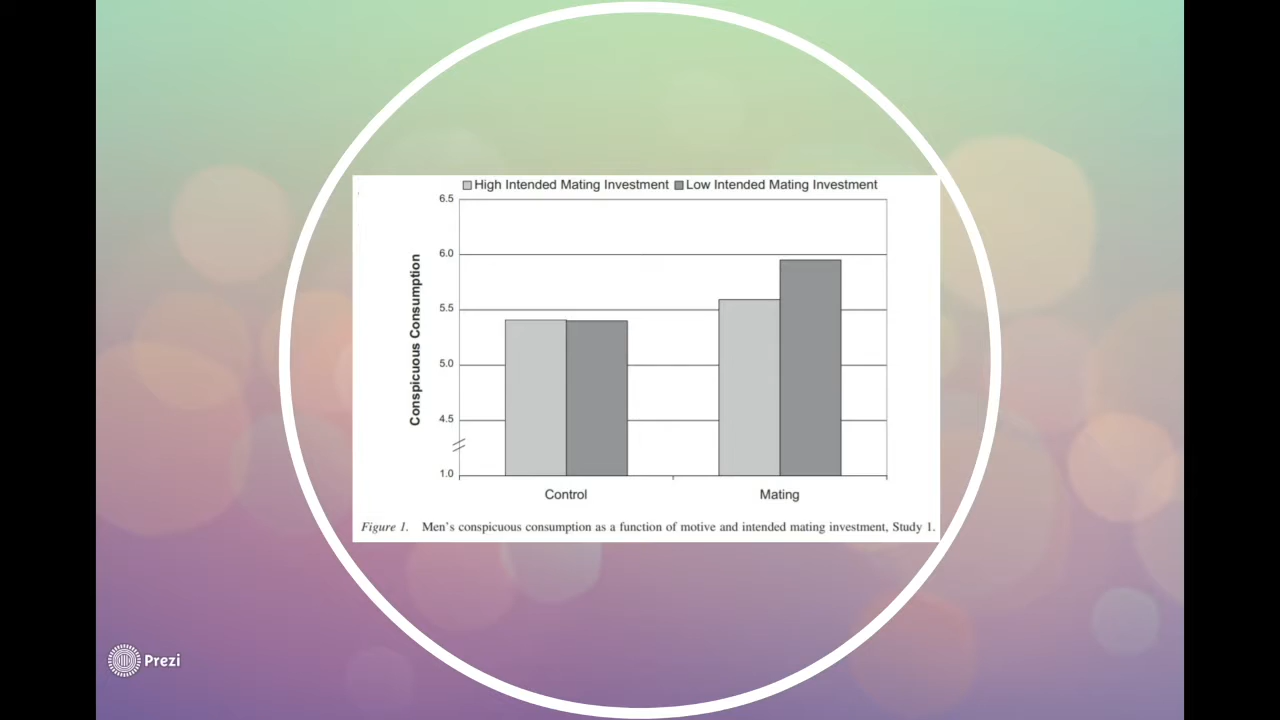 High Intended Mating Investment Low Intended Mating Investment
Conspicuous Consumption
6.5
6.0
5.5
5.0
4.5
1.0
Control Mating
Figure 1. Men's conspicuous consumption as a function of motive and intended mating investment, Study 1.
Prezi